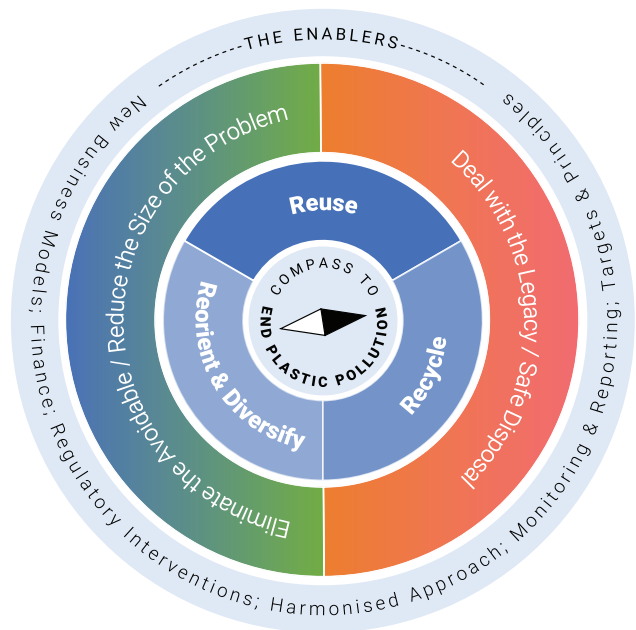 THE ENABLERS
New Business Models; Finance; Regulatory Interventions; Harmonised Approach; Monitoring & Reporting; Targets & Principles
Eliminate the Avoidable / Reduce the Size of the Problem
Deal with the Legacy / Safe Disposal
Reuse
Reorient & Diversify
Recycle
COMPASS TO
END PLASTIC POLLUTION